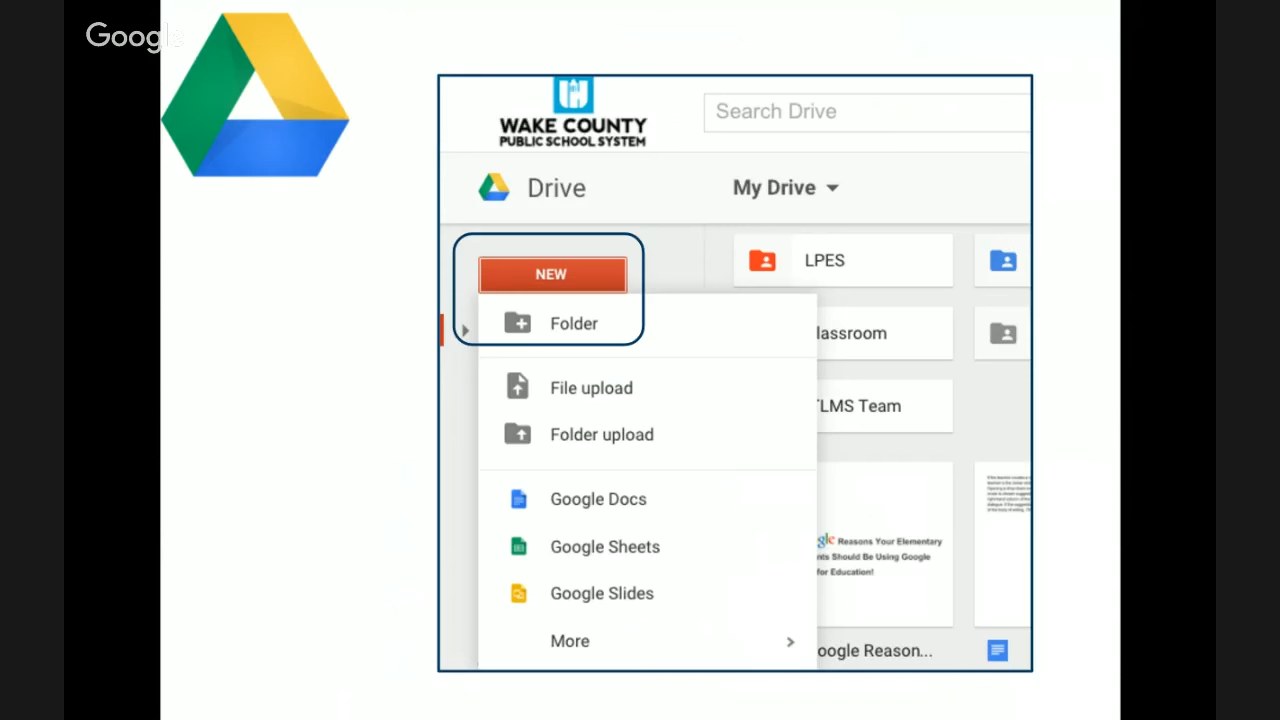 Google
WAKE COUNTY
PUBLIC SCHOOL SYSTEM
Search Drive
Drive
My Drive
NEW
LPES
Folder
lassroom
File upload
TLMS Team
Folder upload
Google Docs
gle Reasons Your Elementary
Google Sheets
nts Should Be Using Google
for Education!
Google Slides
More
oogle Reason...